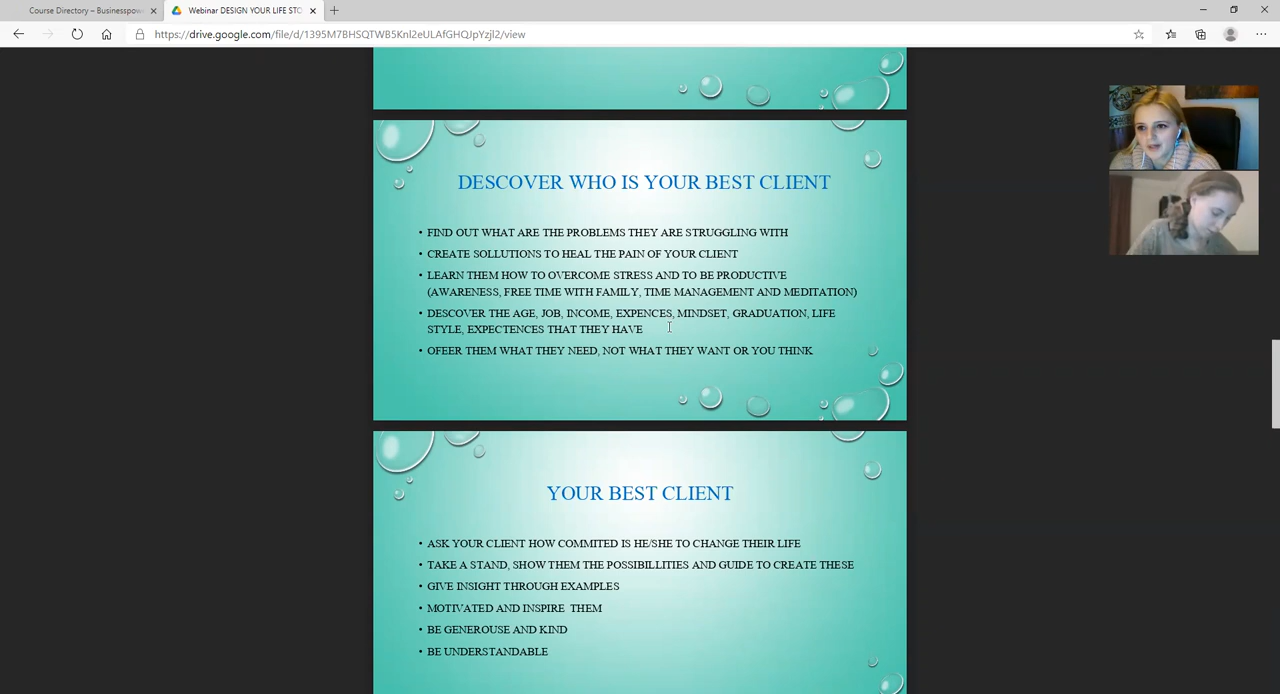 Course Directory – Businesspow
Webinar DESIGN YOUR LIFE STO
https://drive.google.com/file/d/1395M7BHSQTWB5Knl2eULAfGHQJpYzjl2/view
DESCOVER WHO IS YOUR BEST CLIENT
• FIND OUT WHAT ARE THE PROBLEMS THEY ARE STRUGGLING WITH
• CREATE SOLLUTIONS TO HEAL THE PAIN OF YOUR CLIENT
• LEARN THEM HOW TO OVERCOME STRESS AND TO BE PRODUCTIVE
(AWARENESS, FREE TIME WITH FAMILY, TIME MANAGEMENT AND MEDITATION)
• DESCOVER THE AGE, JOB, INCOME, EXPENCES, MINDSET, GRADUATION, LIFE
STYLE, EXPECTENCES THAT THEY HAVE
• OFEER THEM WHAT THEY NEED, NOT WHAT THEY WANT OR YOU THINK
YOUR BEST CLIENT
• ASK YOUR CLIENT HOW COMMITED IS HE/SHE TO CHANGE THEIR LIFE
• TAKE A STAND, SHOW THEM THE POSSIBILLITIES AND GUIDE TO CREATE THESE
• GIVE INSIGHT THROUGH EXAMPLES
• MOTIVATED AND INSPIRE THEM
• BE GENEROUSE AND KIND
• BE UNDERSTANDABLE